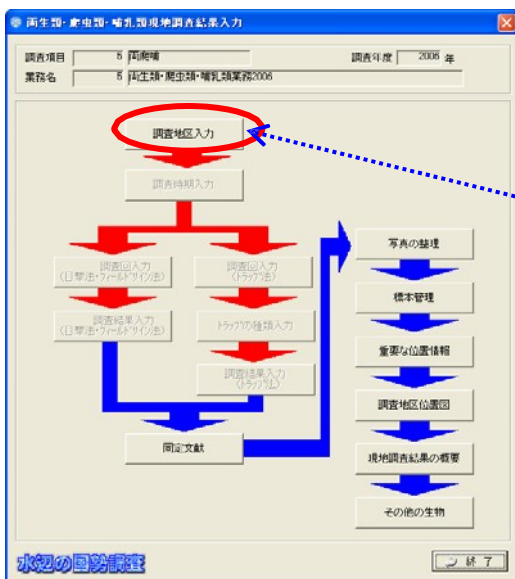 両生類・爬虫類・哺乳類現地調査結果入力
調査項目 5 両爬哺 調査年度 2006 年
業務名 5 両生類・爬虫類・哺乳類業務2006
調査地区入力
調査時期入力
調査回入力
(目撃法・フィールドサイン法)
調査回入力
(トラップ法)
調査結果入力
(目撃法・フィールドサイン法)
トラップの種類入力
調査結果入力
(トラップ法)
同定文献
写真の整理
標本管理
重要な位置情報
調査地区位置図
現地調査結果の概要
その他の生物
水辺の国勢調査
終了